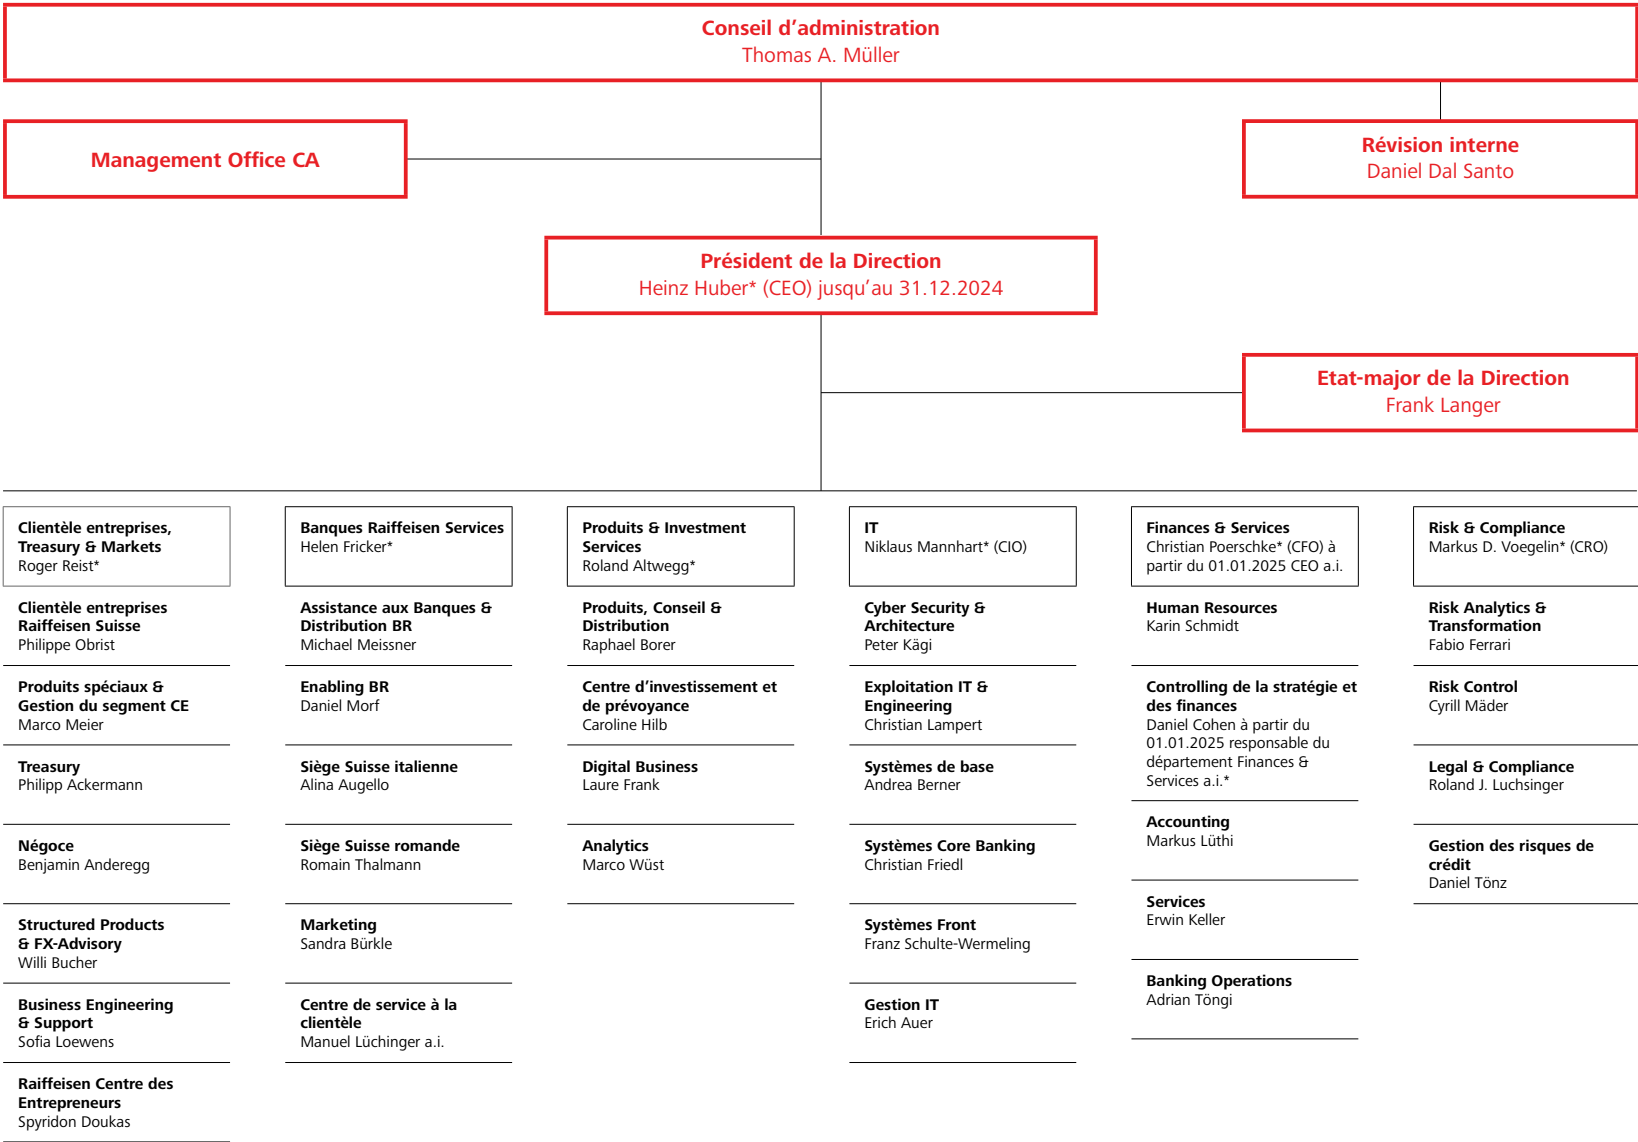 Conseil d’administration
Thomas A. Müller
Management Office CA
Révision interne
Daniel Dal Santo
Président de la Direction
Heinz Huber* (CEO) jusqu’au 31.12.2024
Etat-major de la Direction
Frank Langer
Clientèle entreprises,
Treasury & Markets
Roger Reist*
Clientèle entreprises
Raiffeisen Suisse
Philippe Obrist
Produits spéciaux &
Gestion du segment CE
Marco Meier
Treasury
Philipp Ackermann
Négoce
Benjamin Anderegg
Structured Products
& FX-Advisory
Willi Bucher
Business Engineering
& Support
Sofia Loewens
Raiffeisen Centre des
Entrepreneurs
Spyridon Doukas
Banques Raiffeisen Services
Helen Fricker*
Assistance aux Banques &
Distribution BR
Michael Meissner
Enabling BR
Daniel Morf
Siège Suisse italienne
Alina Augello
Siège Suisse romande
Romain Thalmann
Marketing
Sandra Bürkle
Centre de service à la
clientèle
Manuel Lüchinger a.i.
Produits & Investment
Services
Roland Altwegg*
Produits, Conseil &
Distribution
Raphael Borer
Centre d’investissement et
de prévoyance
Caroline Hilb
Digital Business
Laure Frank
Analytics
Marco Wüst
IT
Niklaus Mannhart* (CIO)
Cyber Security &
Architecture
Peter Kägi
Exploitation IT &
Engineering
Christian Lampert
Systèmes de base
Andrea Berner
Systèmes Core Banking
Christian Friedl
Systèmes Front
Franz Schulte-Wermeling
Gestion IT
Erich Auer
Finances & Services
Christian Poerschke* (CFO) à
partir du 01.01.2025 CEO a.i.
Human Resources
Karin Schmidt
Controlling de la stratégie et
des finances
Daniel Cohen à partir du
01.01.2025 responsable du
département Finances &
Services a.i.*
Accounting
Markus Lüthi
Services
Erwin Keller
Banking Operations
Adrian Töngi
Risk & Compliance
Markus D. Voegelin* (CRO)
Risk Analytics &
Transformation
Fabio Ferrari
Risk Control
Cyrill Mäder
Legal & Compliance
Roland J. Luchsinger
Gestion des risques de
crédit
Daniel Tönz